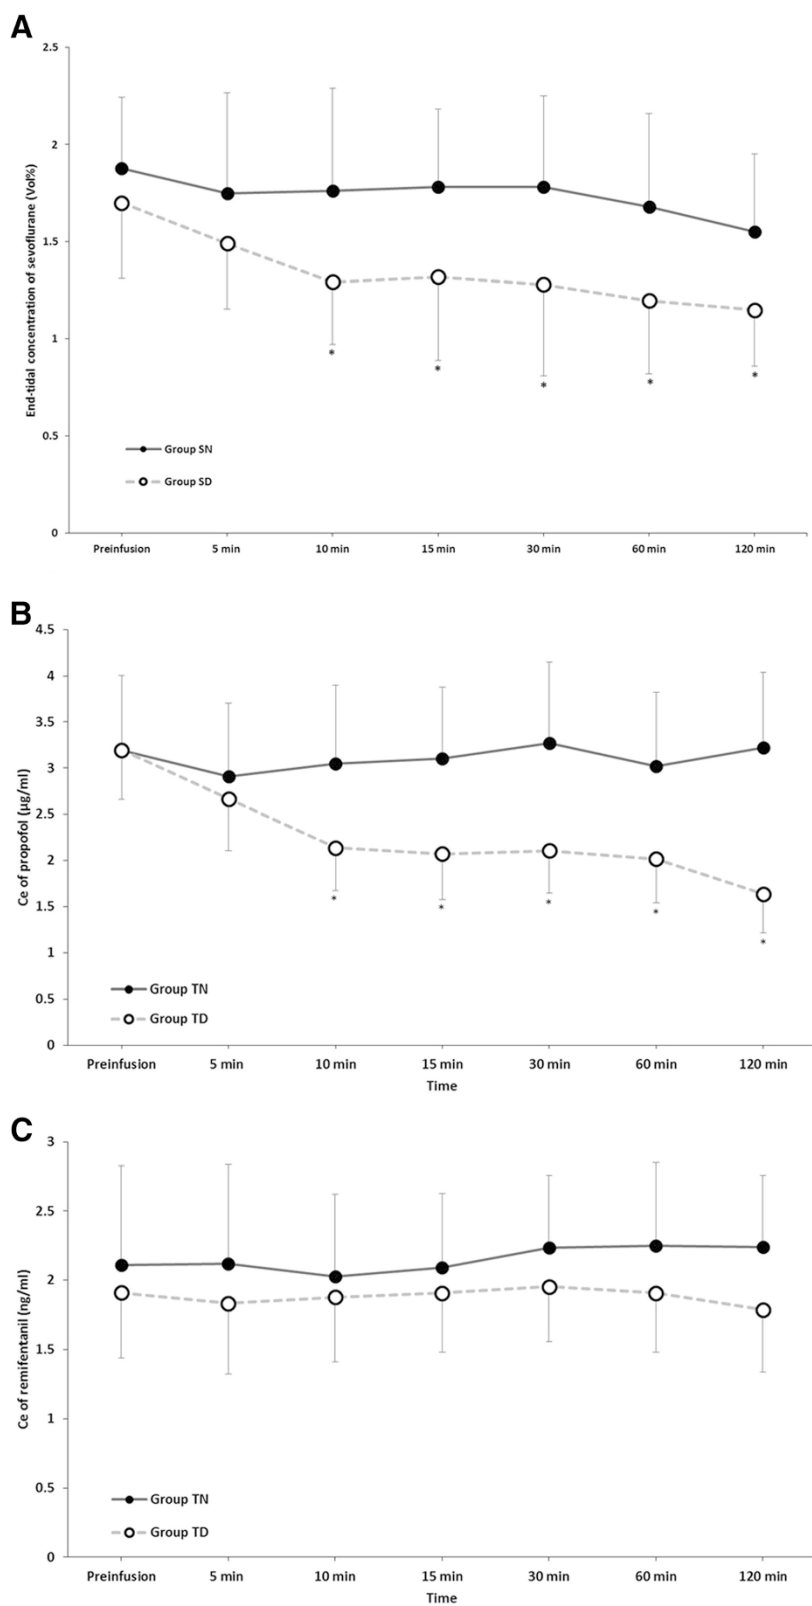 A
End-tidal concentration of sevoflurane (Vol%)
2.5
2
1.5
1
0.5
0
*
*
*
*
*
Group SN
Group SD
Preinfusion 5 min 10 min 15 min 30 min 60 min 120 min
B
Ce of propofol (μg/ml)
4.5
4
3.5
3
2.5
2
1.5
1
0.5
0
*
*
*
*
*
Group TN
Group TD
Preinfusion 5 min 10 min 15 min 30 min 60 min 120 min
Time
C
Ce of remifentanil (ng/ml)
3
2.5
2
1.5
1
0.5
0
Group TN
Group TD
Preinfusion 5 min 10 min 15 min 30 min 60 min 120 min
Time